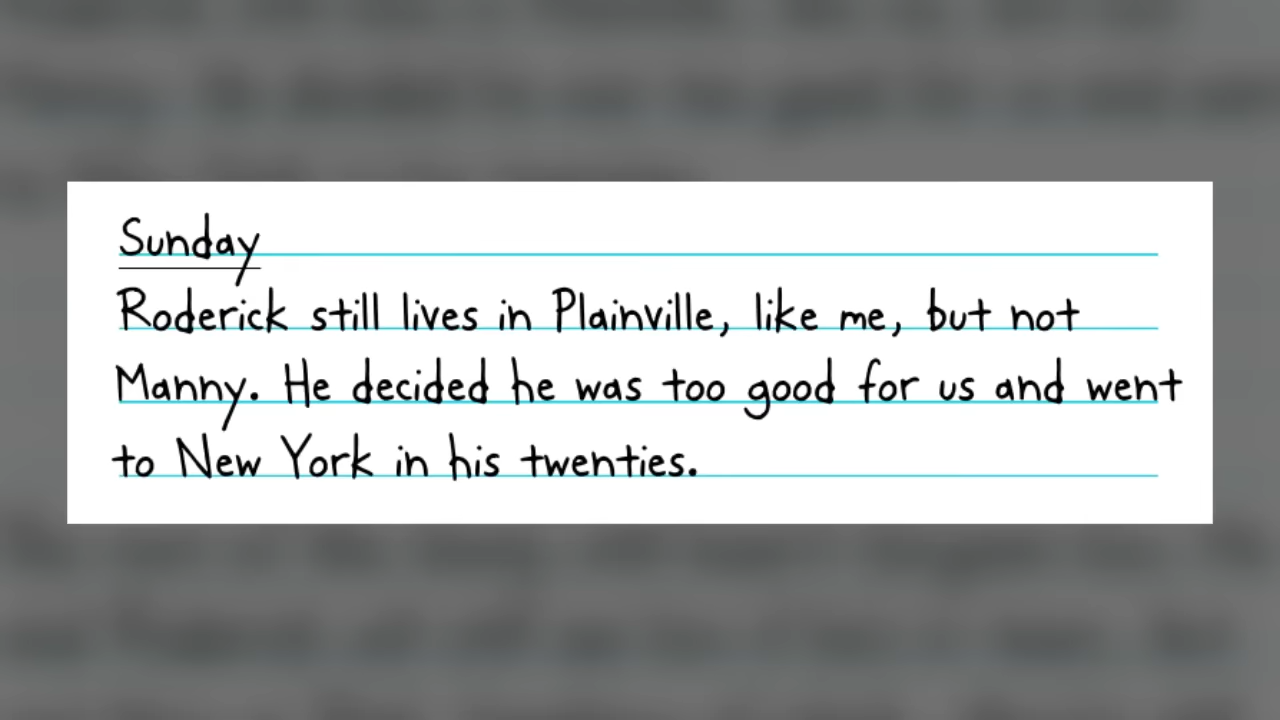 Sunday
Roderick still lives in Plainville, like me, but not
Manny. He decided he was too good for us and went
to New York in his twenties.